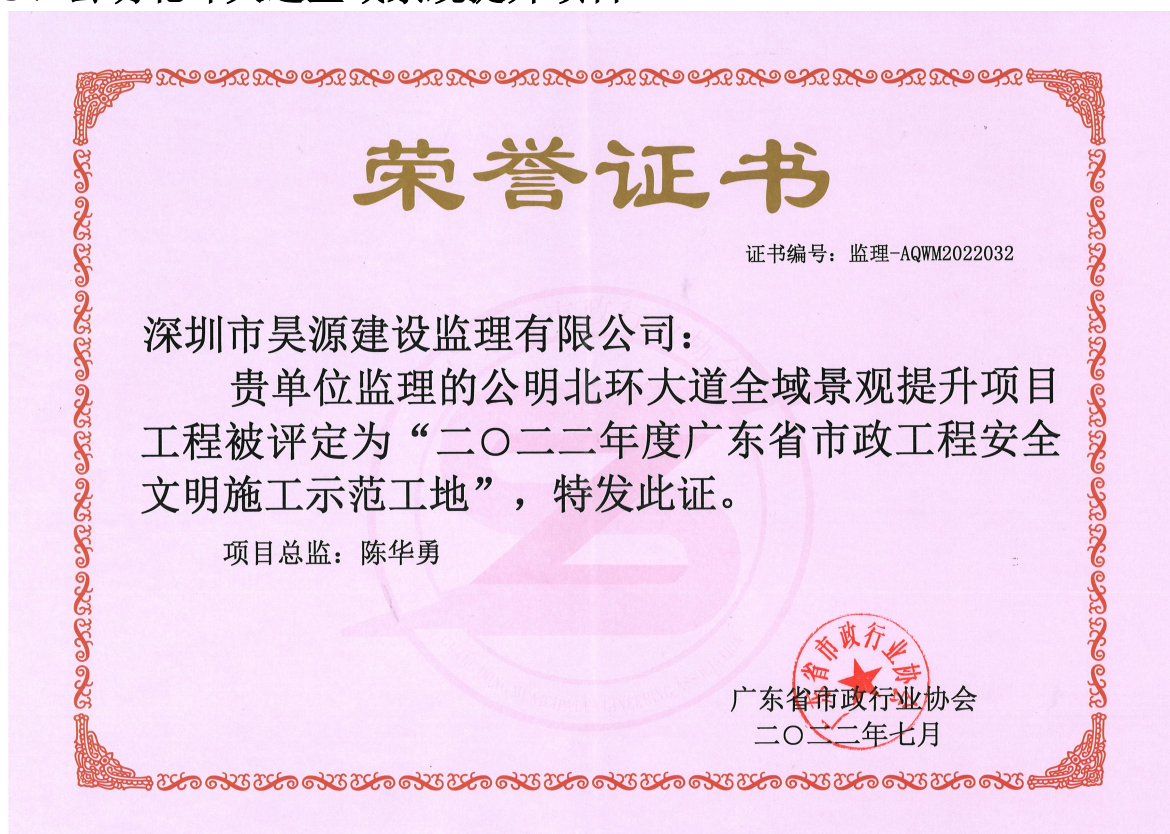 荣誉证书
证书编号：监理-AQWM2022032
深圳市昊源建设监理有限公司：
贵单位监理的公明北环大道全域景观提升项目
工程被评定为“二〇二二年度广东省市政工程安全
文明施工示范工地”，特发此证。
项目总监：陈华勇
广东省市政行业协会
二〇二二年七月